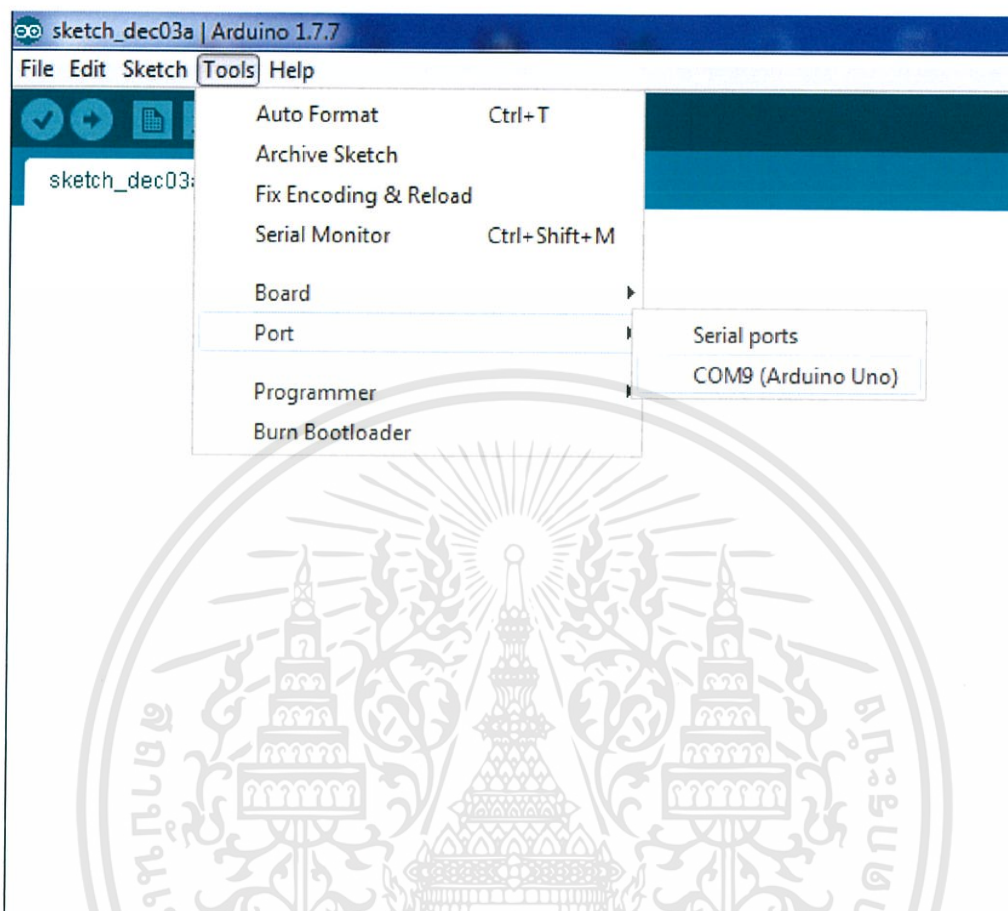 sketch_dec03a | Arduino 1.7.7
File Edit Sketch Tools Help
sketch_dec03a
Auto Format Ctrl+T
Archive Sketch
Fix Encoding & Reload
Serial Monitor Ctrl+Shift+M
Board
Port
Serial ports
COM9 (Arduino Uno)
Programmer
Burn Bootloader